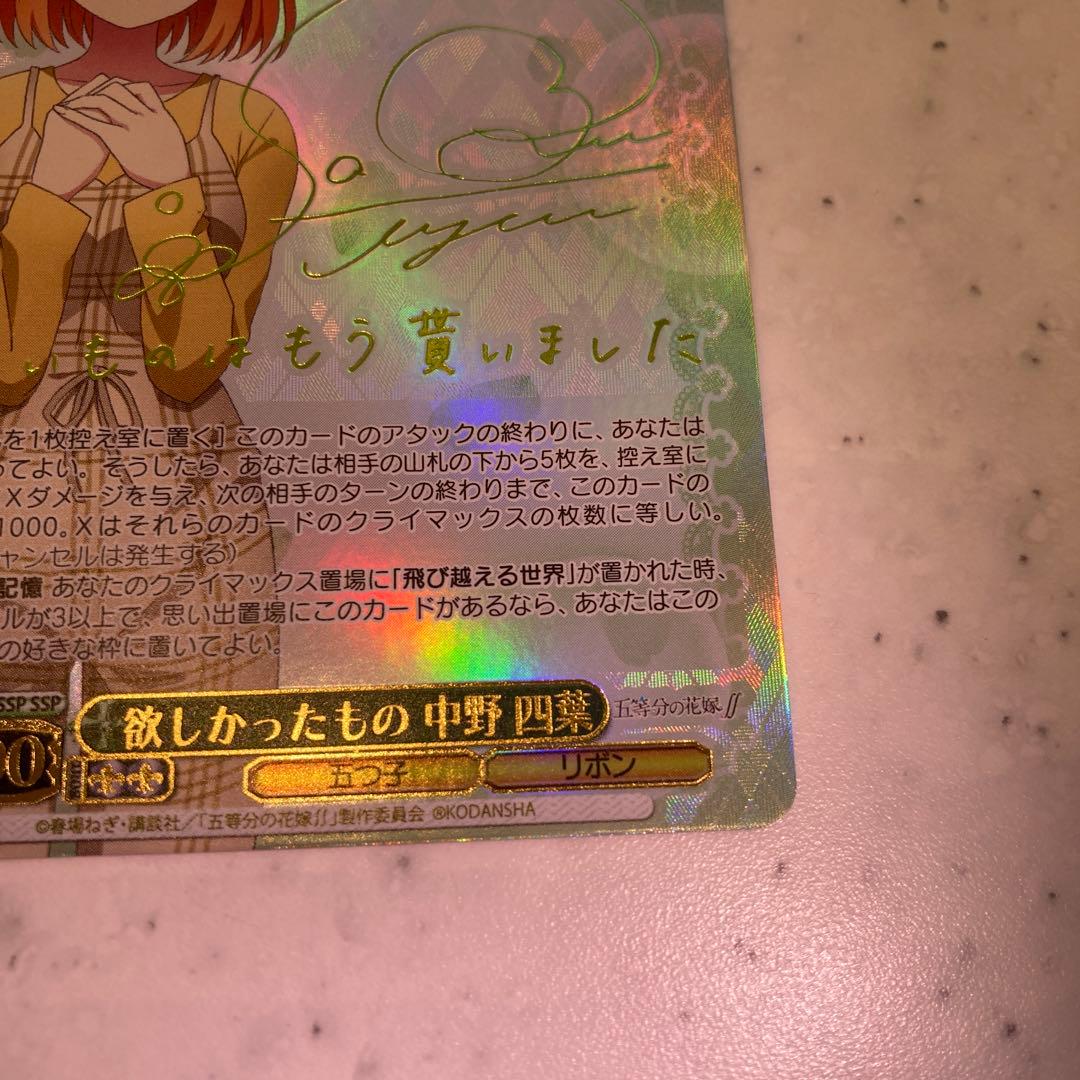 いものはもう貰いました
を1枚控え室に置く] このカードのアタックの終わりに、あなたは
てよい。そうしたら、あなたは相手の山札の下から5枚を、控え室に
Xダメージを与え、次の相手のターンの終わりまで、このカードの
1000。Xはそれらのカードのクライマックスの枚数に等しい。
ャンセルは発生する)
記憶 あなたのクライマックス置場に「飛び越える世界」が置かれた時、
ルが3以上で、思い出置場にこのカードがあるなら、あなたはこの
の好きな枠に置いてよい。
SSP SSP
欲しかったもの 中野 四葉
五等分の花嫁∬
五つ子
リボン
©春場ねぎ・講談社／「五等分の花嫁∬」製作委員会 ®KODANSHA